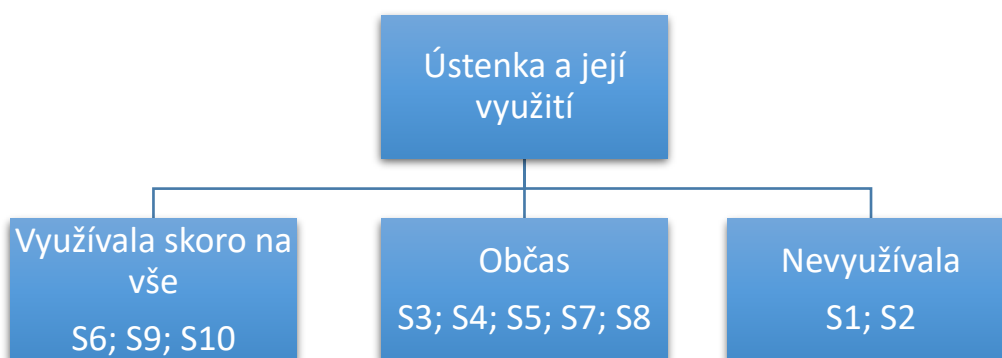 Ústenka a její
využití
Využívala skoro na
vše
S6; S9; S10
Občas
S3; S4; S5; S7; S8
Nevyužívala
S1; S2